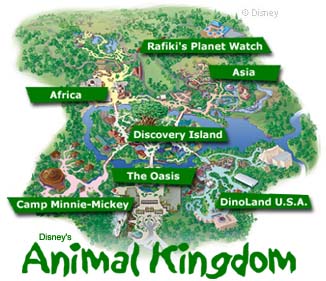 © Disney
Rafiki's Planet Watch
Asia
Africa
Discovery Island
The Oasis
Camp Minnie-Mickey
DinoLand U.S.A.
Disney's
Animal Kingdom